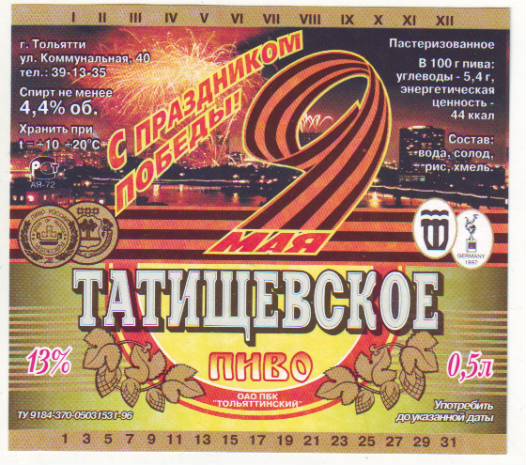 I II III IV V VI VII VIII IX X XI XII
г. Тольятти
ул. Коммунальная, 40
тел.: 39-13-35
Спирт не менее
4,4% об.
Хранить при
t = +10 +20°C
АЯ-72
С ПРАЗДНИКОМ
ПОБЕДЫ!
9
МАЯ
Пастеризованное
В 100 г пива:
углеводы - 5,4 г,
энергетическая
ценность -
44 ккал
Состав:
вода, солод,
рис, хмель.
GERMANY
1997
ТАТИЩЕВСКОЕ
ПИВО
13%
0,5л
ОАО ПБК
"ТОЛЬЯТТИНСКИЙ"
ТУ 9184-370-05031531-96
Употребить
до указанной даты
1 3 5 7 9 11 13 15 17 19 21 23 25 27 29 31